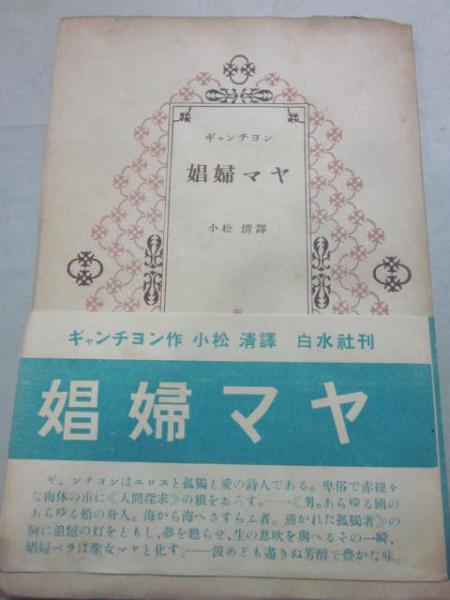 ギャンチヨン
娼婦マヤ
小松 清譯
ギャンチヨン作 小松 清譯 白水社刊
娼婦マヤ
ギャンチヨンはエロスと孤獨と愛の詩人である。卑俗で赤裸々
な肉体の市に《人間探求》の根をおろす。――《男。あらゆる國の
あらゆる船の舟人。海から海へさすらふ者。憑かれた孤獨者》の
胸に追憶の灯をともし、夢を甦らせ、生の息吹を與へるその一瞬、
娼婦ベラは聖女マヤと化す。――汲めども盡きぬ芳醇で豊かな味。